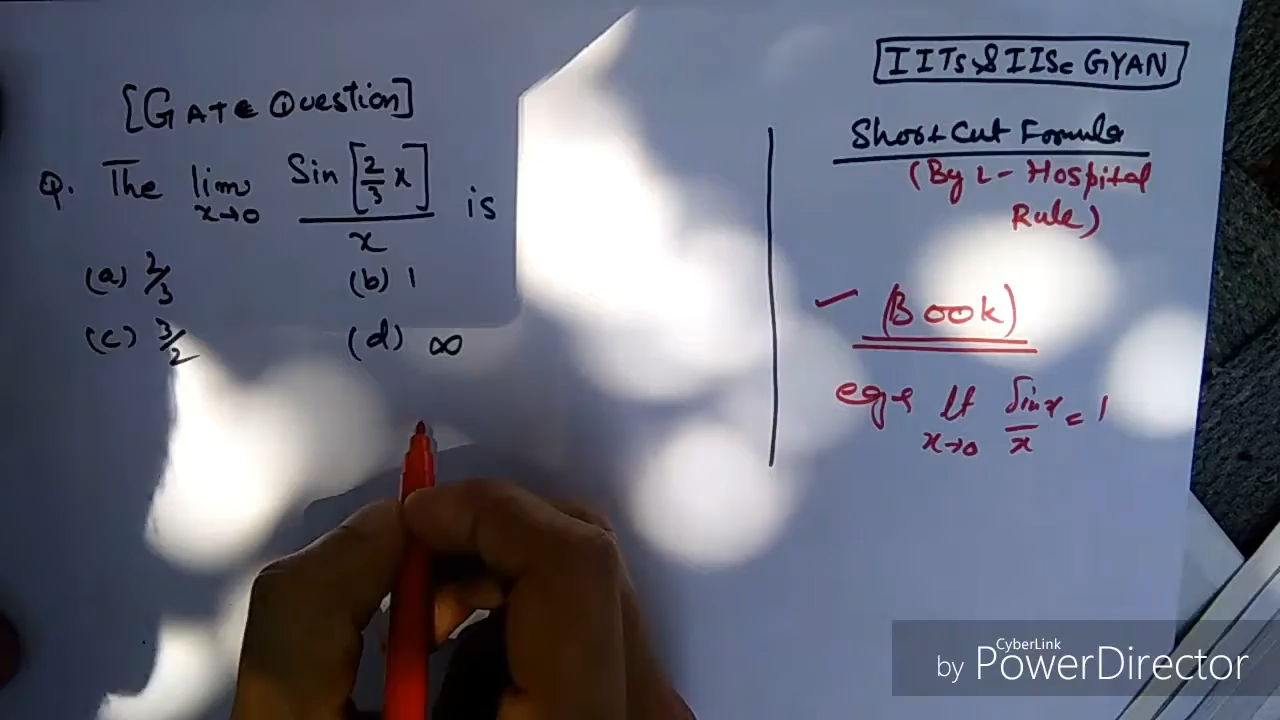 [GATE Question]
Q. The lim x→0 Sin[2/3 x] / x is
(a) 2/3 (b) 1
(c) 3/2 (d) ∞
IITs & IISc GYAN
Short Cut Formula
(By L-Hospital
Rule)
(Book)
eg: lt x→0 Sinx/x = 1
CyberLink
by PowerDirector